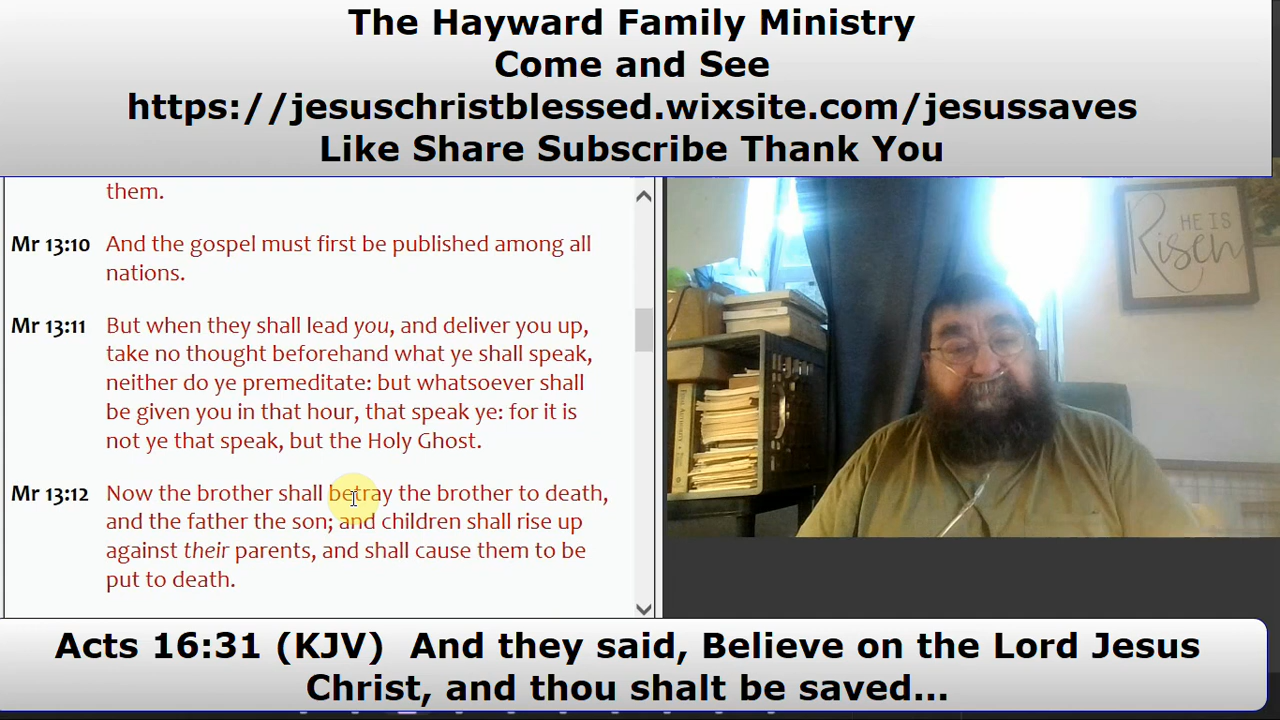 The Hayward Family Ministry
Come and See
https://jesuschristblessed.wixsite.com/jesussaves
Like Share Subscribe Thank You
them.
Mr 13:10 And the gospel must first be published among all
nations.
Mr 13:11 But when they shall lead you, and deliver you up,
take no thought beforehand what ye shall speak,
neither do ye premeditate: but whatsoever shall
be given you in that hour, that speak ye: for it is
not ye that speak, but the Holy Ghost.
Mr 13:12 Now the brother shall betray the brother to death,
and the father the son; and children shall rise up
against their parents, and shall cause them to be
put to death.
HE IS
Risen
Acts 16:31 (KJV) And they said, Believe on the Lord Jesus
Christ, and thou shalt be saved...